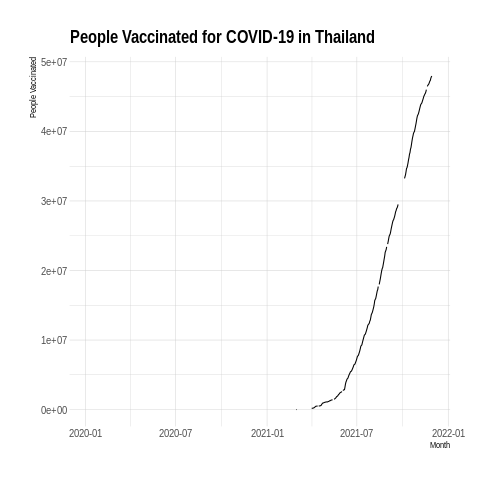 People Vaccinated for COVID-19 in Thailand
People Vaccinated
5e+07
4e+07
3e+07
2e+07
1e+07
0e+00
2020-01 2020-07 2021-01 2021-07 2022-01
Month